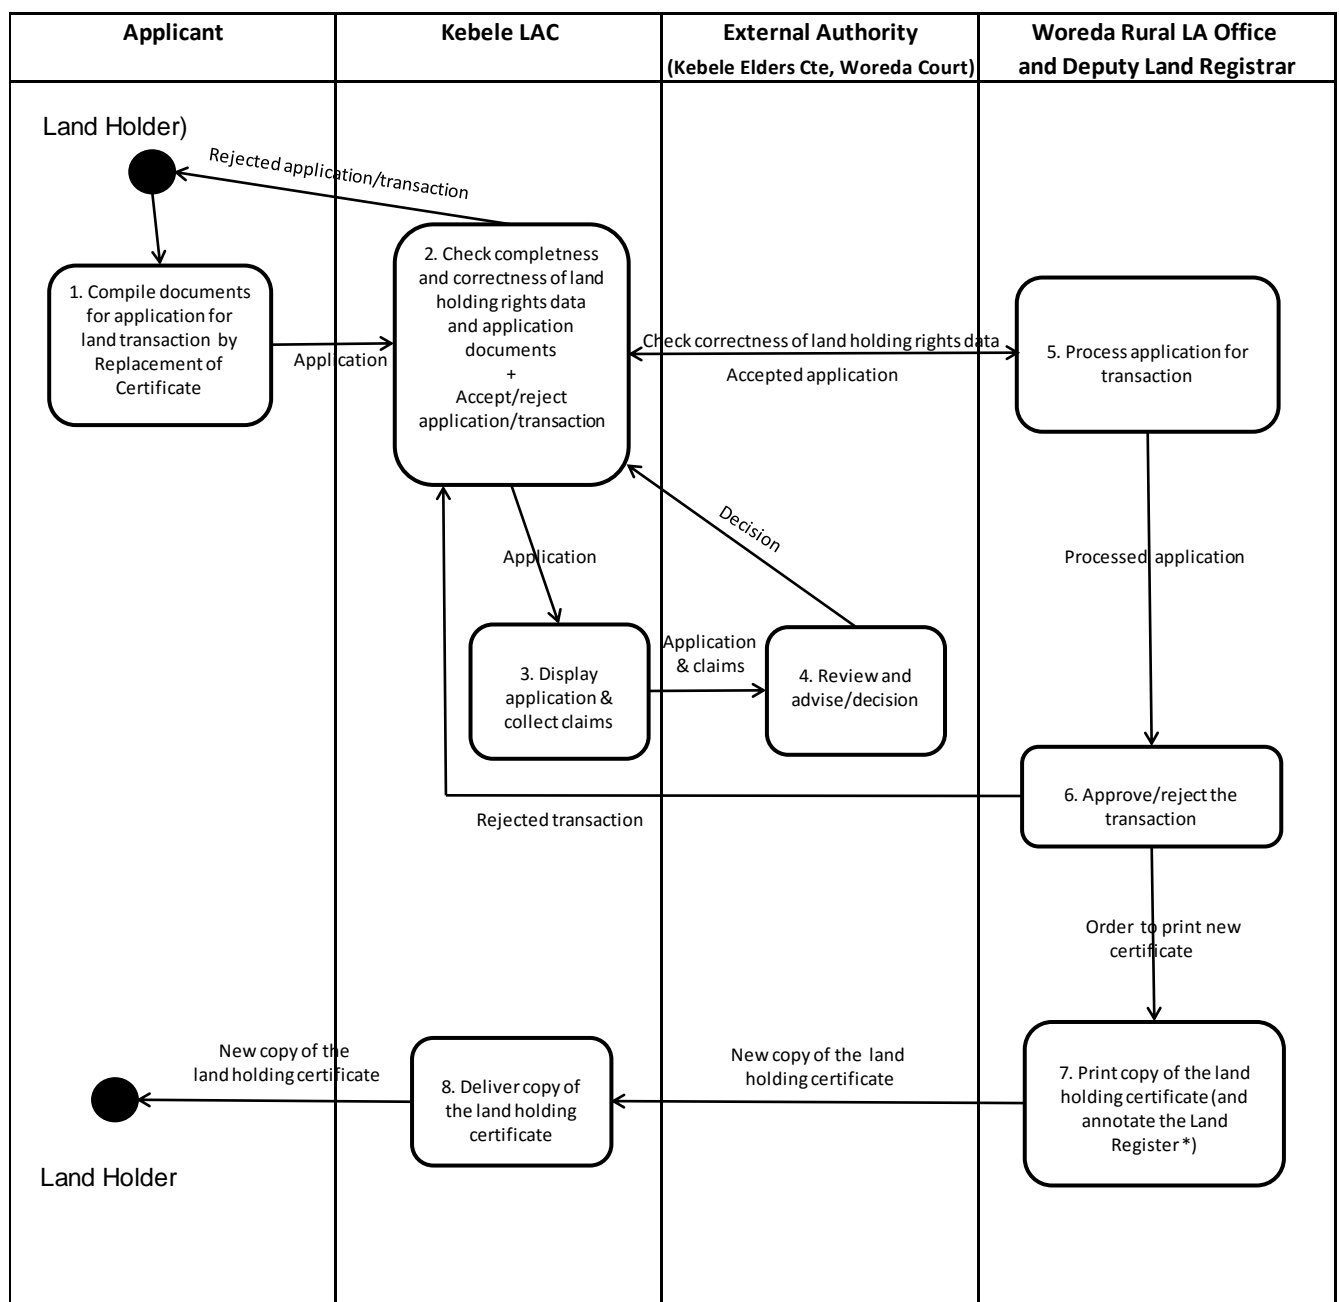 Applicant
Kebele LAC
External Authority
(Kebele Elders Cte, Woreda Court)
Woreda Rural LA Office
and Deputy Land Registrar
Land Holder)
Rejected application/transaction
1. Compile documents
for application for
land transaction by
Replacement of
Certificate
Application
2. Check completness
and correctness of land
holding rights data
and application
documents
+
Accept/reject
application/transaction
Check correctness of land holding rights data
Accepted application
5. Process application for
transaction
Decision
Application
Processed application
3. Display
application &
collect claims
Application
& claims
4. Review and
advise/decision
6. Approve/reject the
transaction
Rejected transaction
Order to print new
certificate
New copy of the
land holding certificate
8. Deliver copy of
the land holding
certificate
New copy of the land
holding certificate
7. Print copy of the land
holding certificate (and
annotate the Land
Register *)
Land Holder